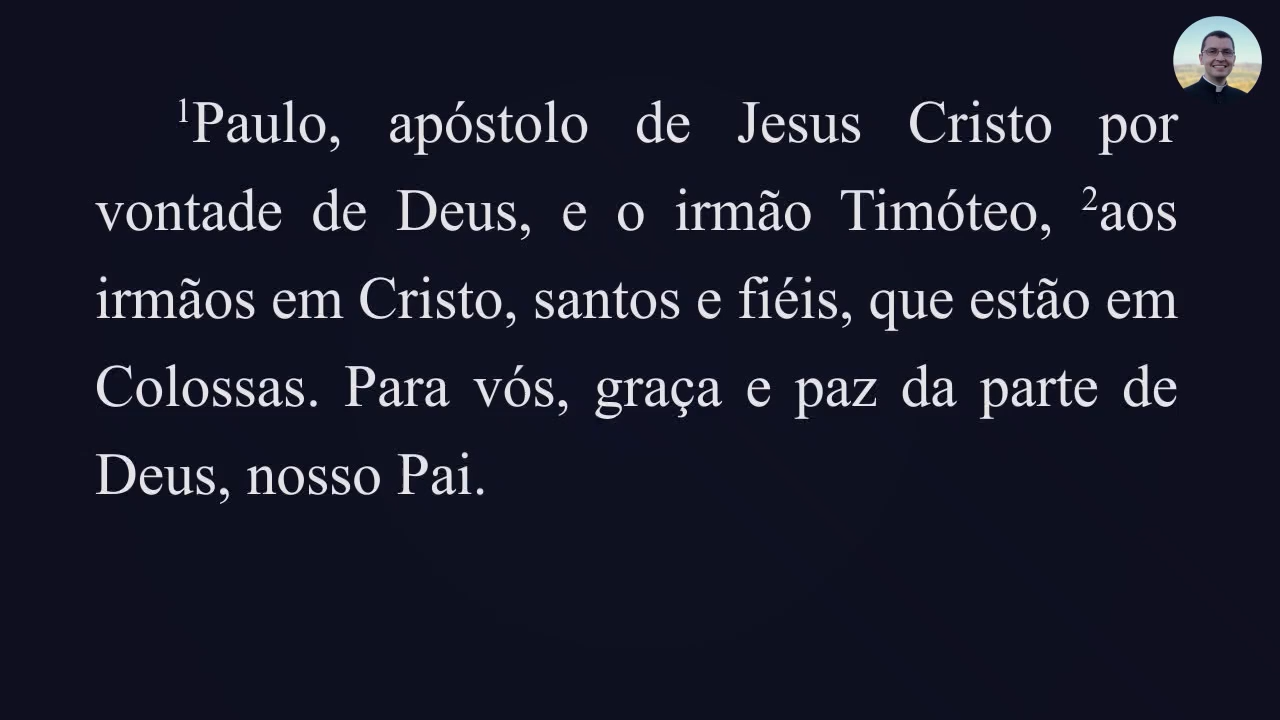 ¹Paulo, apóstolo de Jesus Cristo por
vontade de Deus, e o irmão Timóteo, ²aos
irmãos em Cristo, santos e fiéis, que estão em
Colossas. Para vós, graça e paz da parte de
Deus, nosso Pai.